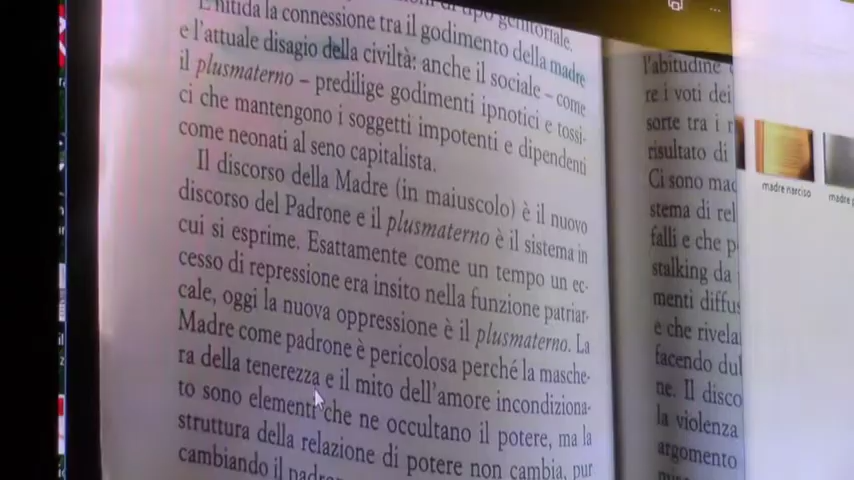 di tipo genitoriale.
È nitida la connessione tra il godimento della madre
e l'attuale disagio della civiltà: anche il sociale – come
il plusmaterno – predilige godimenti ipnotici e tossi-
ci che mantengono i soggetti impotenti e dipendenti
come neonati al seno capitalista.
Il discorso della Madre (in maiuscolo) è il nuovo
discorso del Padrone e il plusmaterno è il sistema in
cui si esprime. Esattamente come un tempo un ec-
cesso di repressione era insito nella funzione patriar-
cale, oggi la nuova oppressione è il plusmaterno. La
Madre come padrone è pericolosa perché la masche-
ra della tenerezza e il mito dell'amore incondiziona-
to sono elementi che ne occultano il potere, ma la
struttura della relazione di potere non cambia, pur
cambiando il
l'abitudine
re i voti dei
sorte tra i
risultato di
Ci sono
stema di
falli e che
stalking da
menti
e che
facendo
ne. Il
la violenza
argomento
madre narciso
madre